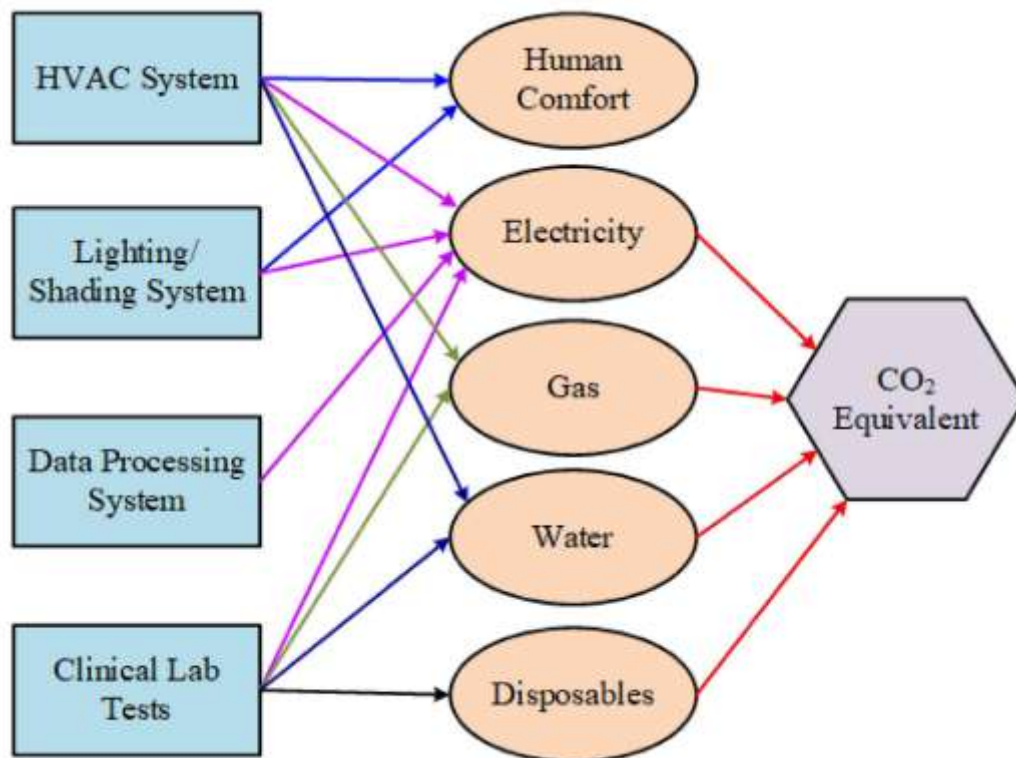 HVAC System
Lighting/
Shading System
Data Processing
System
Clinical Lab
Tests
Human
Comfort
Electricity
Gas
Water
Disposables
CO₂
Equivalent